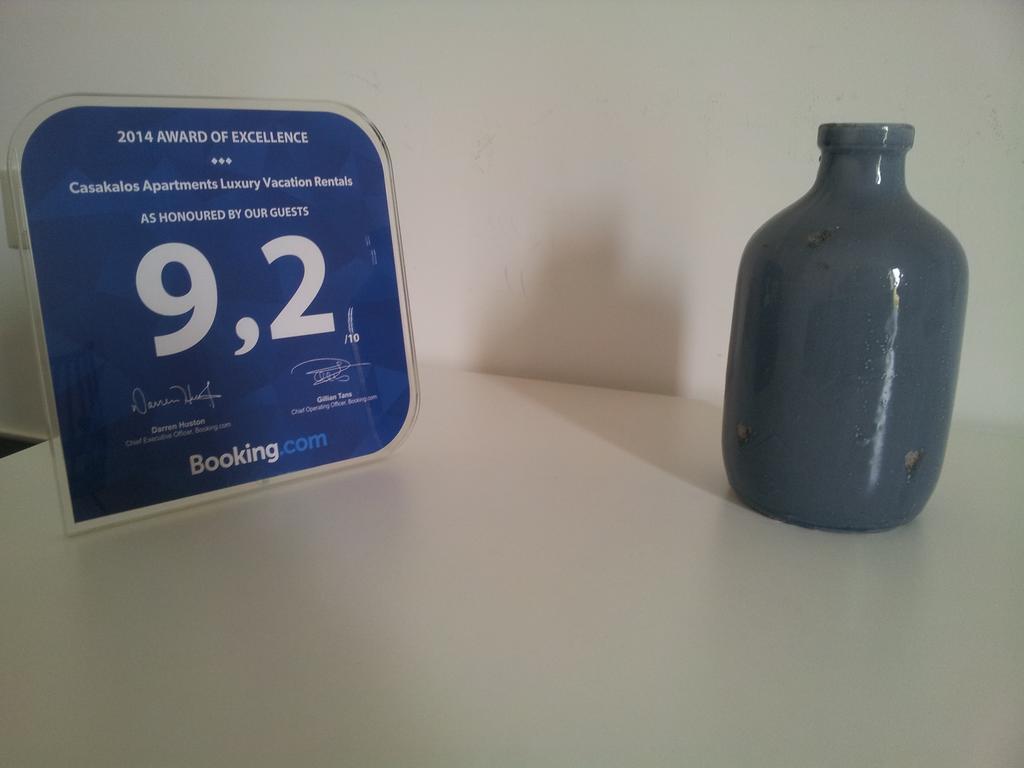 2014 AWARD OF EXCELLENCE
Casakalos Apartments Luxury Vacation Rentals
AS HONOURED BY OUR GUESTS
9,2 /10
Darren Huston
Chief Executive Officer, Booking.com
Gillian Tans
Chief Operating Officer, Booking.com
Booking.com